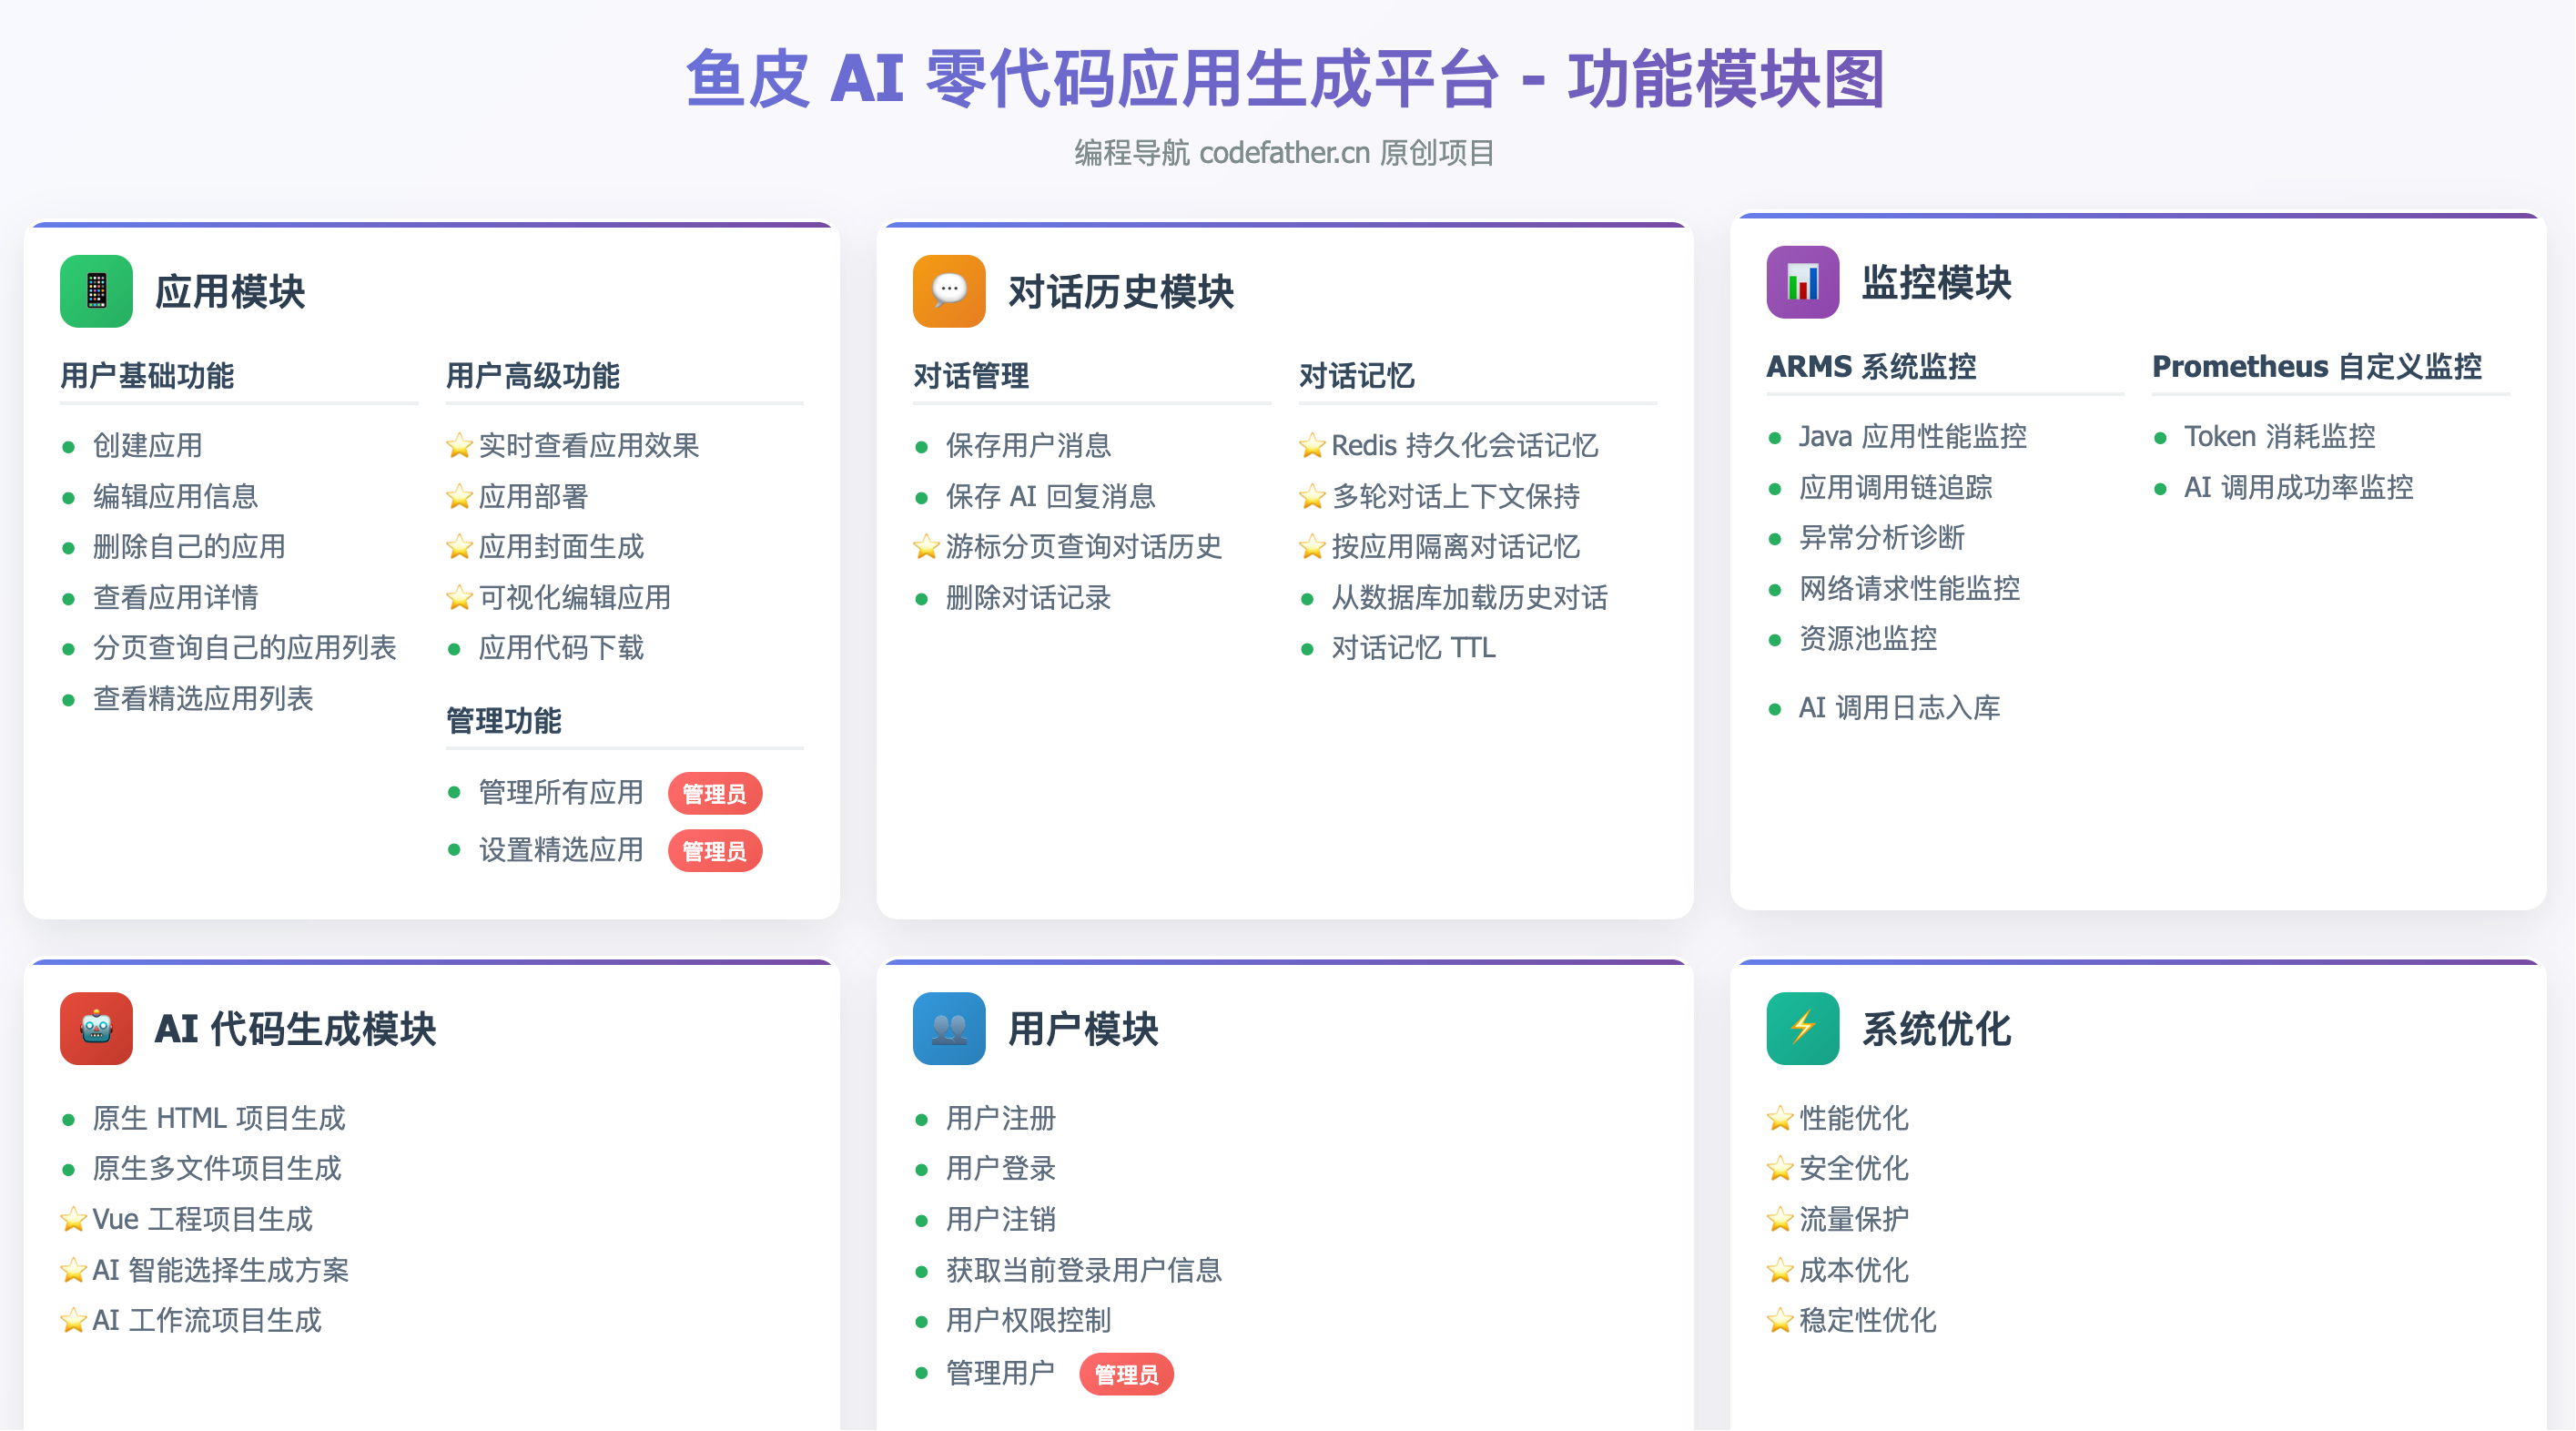 鱼皮 AI 零代码应用生成平台 - 功能模块图
编程导航 codefather.cn 原创项目
应用模块
用户基础功能
创建应用
编辑应用信息
删除自己的应用
查看应用详情
分页查询自己的应用列表
查看精选应用列表
用户高级功能
实时查看应用效果
应用部署
应用封面生成
可视化编辑应用
应用代码下载
管理功能
管理所有应用 管理员
设置精选应用 管理员
对话历史模块
对话管理
保存用户消息
保存 AI 回复消息
游标分页查询对话历史
删除对话记录
对话记忆
Redis 持久化会话记忆
多轮对话上下文保持
按应用隔离对话记忆
从数据库加载历史对话
对话记忆 TTL
监控模块
ARMS 系统监控
Java 应用性能监控
应用调用链追踪
异常分析诊断
网络请求性能监控
资源池监控
AI 调用日志入库
Prometheus 自定义监控
Token 消耗监控
AI 调用成功率监控
AI 代码生成模块
原生 HTML 项目生成
原生多文件项目生成
Vue 工程项目生成
AI 智能选择生成方案
AI 工作流项目生成
用户模块
用户注册
用户登录
用户注销
获取当前登录用户信息
用户权限控制
管理用户 管理员
系统优化
性能优化
安全优化
流量保护
成本优化
稳定性优化